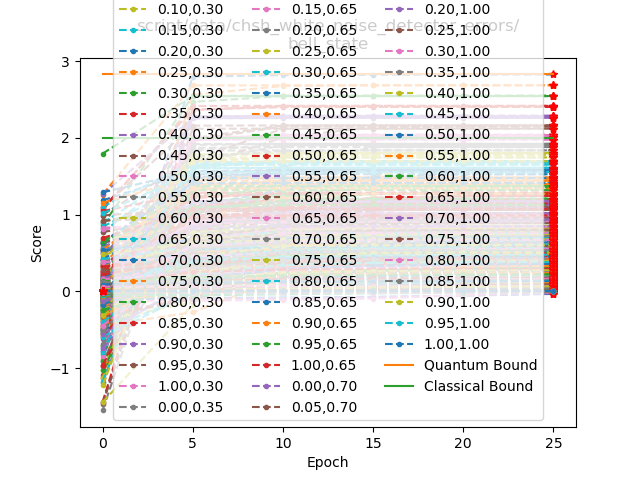 script/data/chsh_white_noise_detector_errors/
bell_state
0.10,0.30 0.15,0.65 0.20,1.00
0.15,0.30 0.20,0.65 0.25,1.00
0.20,0.30 0.25,0.65 0.30,1.00
0.25,0.30 0.30,0.65 0.35,1.00
0.30,0.30 0.35,0.65 0.40,1.00
0.35,0.30 0.40,0.65 0.45,1.00
0.40,0.30 0.45,0.65 0.50,1.00
0.45,0.30 0.50,0.65 0.55,1.00
0.50,0.30 0.55,0.65 0.60,1.00
0.55,0.30 0.60,0.65 0.65,1.00
0.60,0.30 0.65,0.65 0.70,1.00
0.65,0.30 0.70,0.65 0.75,1.00
0.70,0.30 0.75,0.65 0.80,1.00
0.75,0.30 0.80,0.65 0.85,1.00
0.80,0.30 0.85,0.65 0.90,1.00
0.85,0.30 0.90,0.65 0.95,1.00
0.90,0.30 0.95,0.65 1.00,1.00
0.95,0.30 1.00,0.65 Quantum Bound
1.00,0.30 0.00,0.70 Classical Bound
0.00,0.35 0.05,0.70
3
2
1
0
−1
Score
0 5 10 15 20 25
Epoch